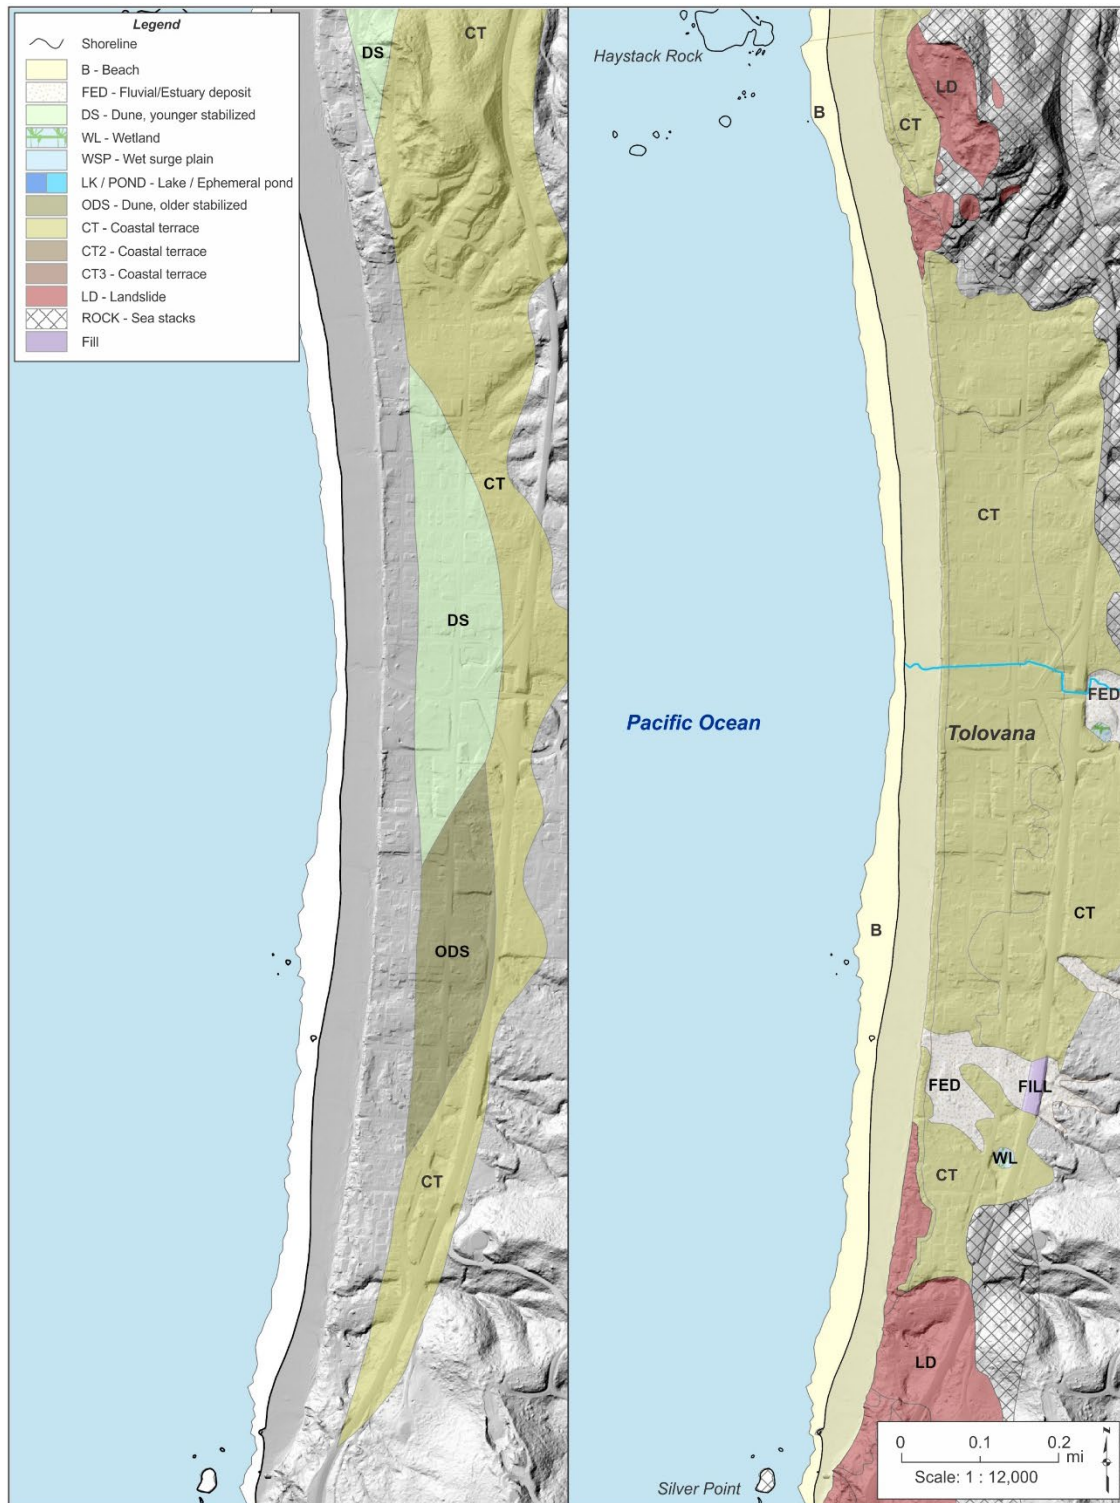 Legend
Shoreline
B - Beach
FED - Fluvial/Estuary deposit
DS - Dune, younger stabilized
WL - Wetland
WSP - Wet surge plain
LK / POND - Lake / Ephemeral pond
ODS - Dune, older stabilized
CT - Coastal terrace
CT2 - Coastal terrace
CT3 - Coastal terrace
LD - Landslide
ROCK - Sea stacks
Fill
DS
CT
CT
DS
ODS
CT
Haystack Rock
B
LD
CT
CT
FED
Pacific Ocean
Tolovana
CT
B
FED
FILL
WL
CT
LD
Silver Point
0 0.1 0.2
mi
Scale: 1 : 12,000
N